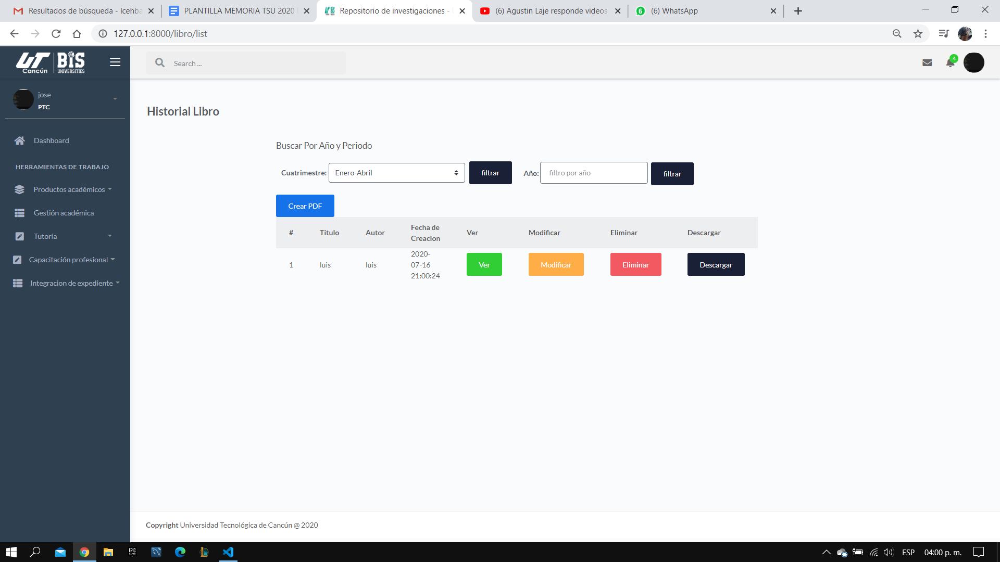 Resultados de búsqueda - Icehba
PLANTILLA MEMORIA TSU 2020
Repositorio de investigaciones -
(6) Agustin Laje responde videos
6 (6) WhatsApp
127.0.0.1:8000/libro/list
UT Cancún BIS UNIVERSITIES
Search ...
4
jose
PTC
Dashboard
HERRAMIENTAS DE TRABAJO
Productos académicos
Gestión académica
Tutoría
Capacitación profesional
Integracion de expediente
Historial Libro
Buscar Por Año y Periodo
Cuatrimestre: Enero-Abril filtrar Año: filtro por año filtrar
Crear PDF
# Titulo Autor Fecha de Creacion Ver Modificar Eliminar Descargar
1 luis luis 2020-07-16 21:00:24 Ver Modificar Eliminar Descargar
Copyright Universidad Tecnológica de Cancún @ 2020
EPIC GAMES
ESP 04:00 p. m.